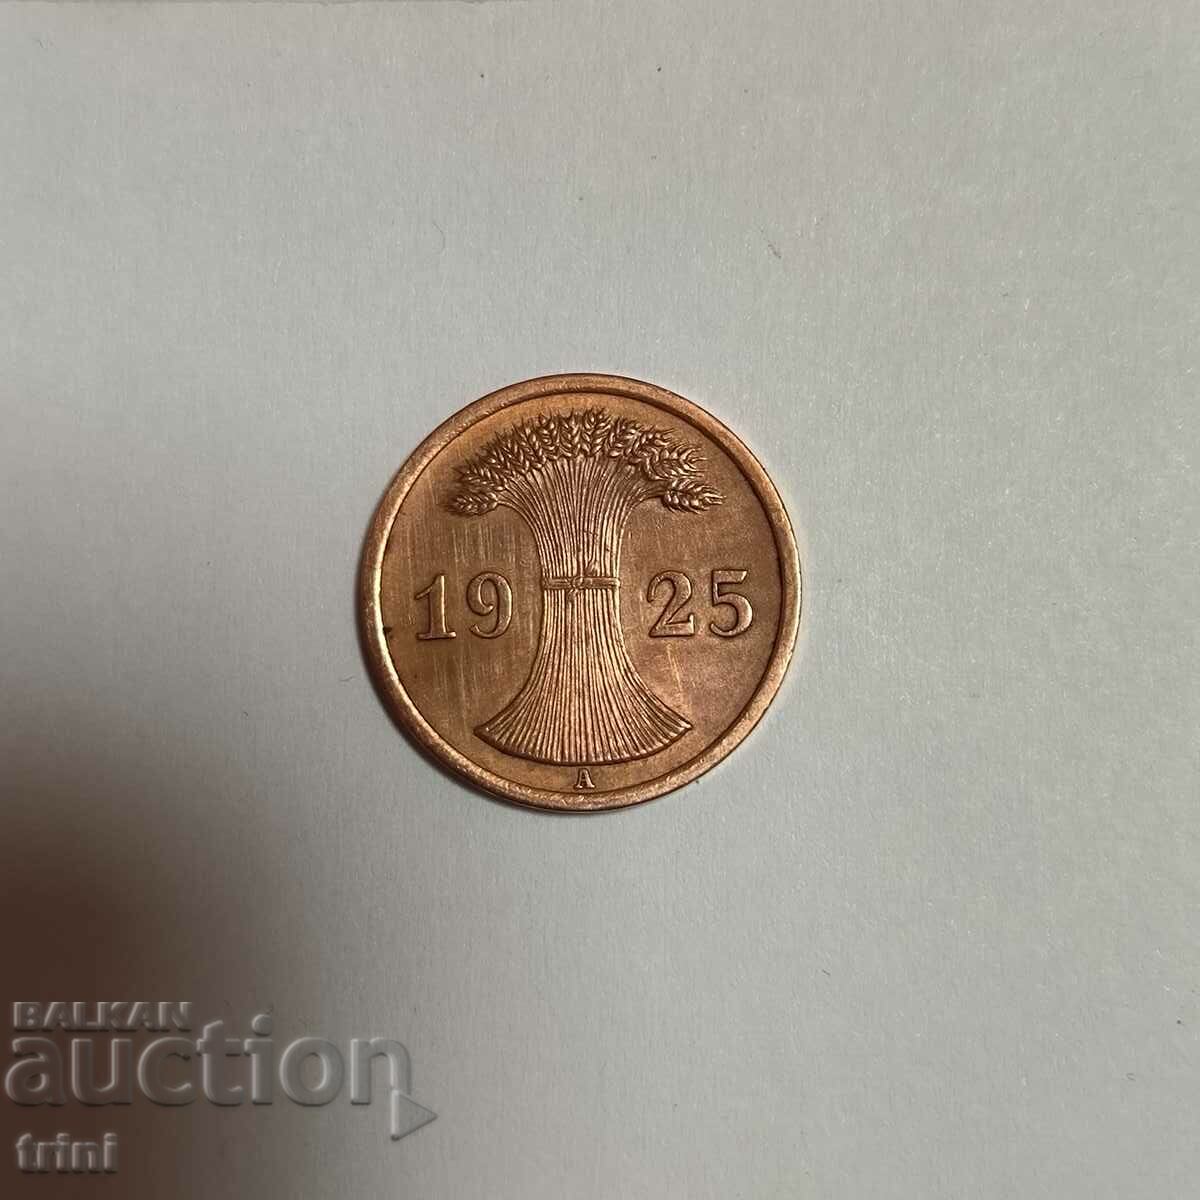 1925
A
BALKAN
auction
trini